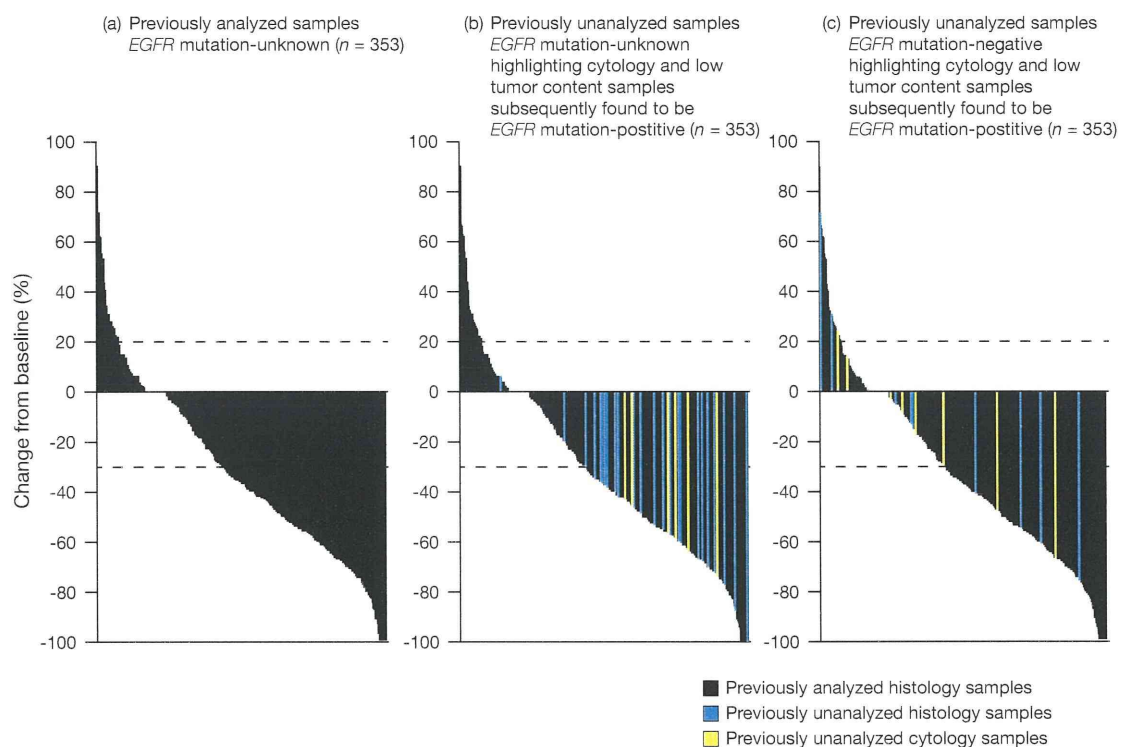 (a) Previously analyzed samples
EGFR mutation-unknown (n = 353)
(b) Previously unanalyzed samples
EGFR mutation-unknown
highlighting cytology and low
tumor content samples
subsequently found to be
EGFR mutation-postitive (n = 353)
(c) Previously unanalyzed samples
EGFR mutation-negative
highlighting cytology and low
tumor content samples
subsequently found to be
EGFR mutation-postitive (n = 353)
Change from baseline (%)
100
80
60
40
20
0
-20
-40
-60
-80
-100
100
80
60
40
20
0
-20
-40
-60
-80
-100
100
80
60
40
20
0
-20
-40
-60
-80
-100
Previously analyzed histology samples
Previously unanalyzed histology samples
Previously unanalyzed cytology samples